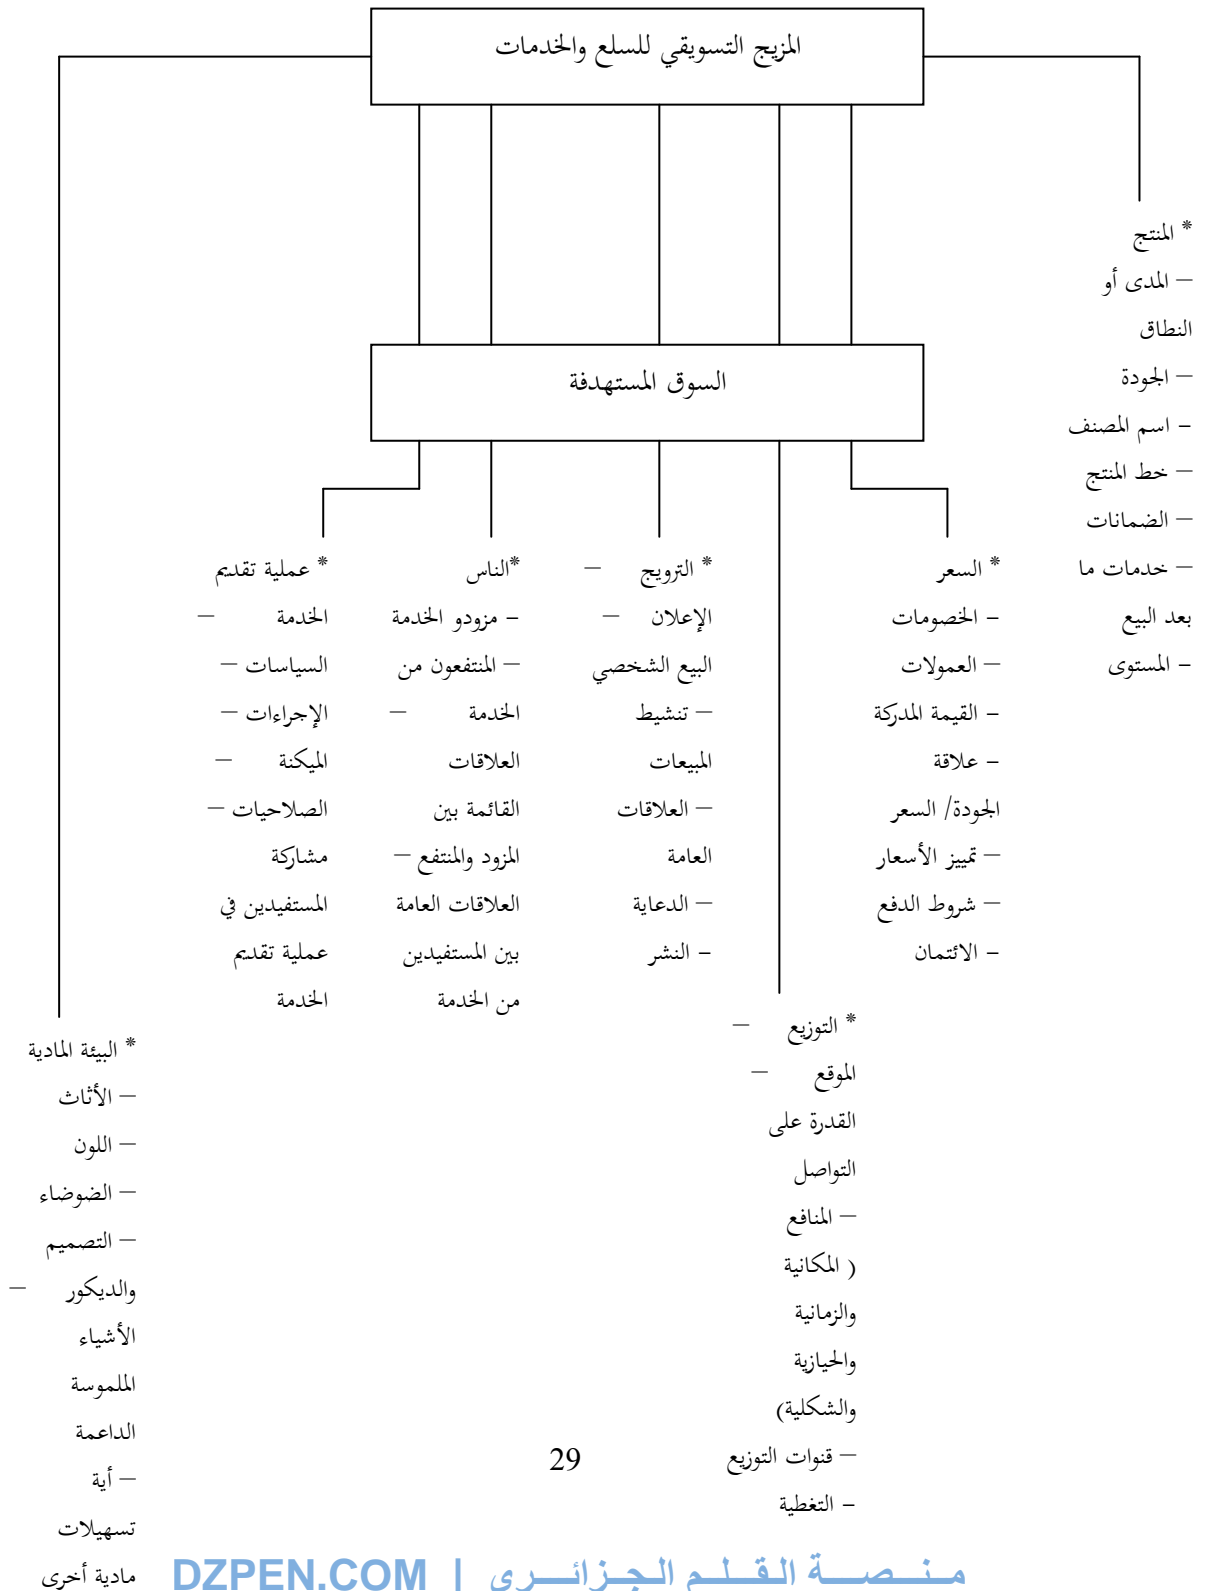 المزيج التسويقي للسلع والخدمات
السوق المستهدفة
* المنتج
– المدى أو
النطاق
– الجودة
- اسم المصنف
– خط المنتج
– الضمانات
– خدمات ما
بعد البيع
- المستوى
* السعر
- الخصومات
– العمولات
- القيمة المدركة
- علاقة
الجودة/ السعر
– تمييز الأسعار
– شروط الدفع
- الائتمان
* الترويج –
الإعلان –
البيع الشخصي
– تنشيط
المبيعات
– العلاقات
العامة
– الدعاية
- النشر
*الناس
- مزودو الخدمة
– المنتفعون من
الخدمة –
العلاقات
القائمة بين
المزود والمنتفع –
العلاقات العامة
بين المستفيدين
من الخدمة
* عملية تقديم
الخدمة –
السياسات –
الإجراءات –
الميكنة –
الصلاحيات –
مشاركة
المستفيدين في
عملية تقديم
الخدمة
* التوزيع –
الموقع –
القدرة على
التواصل
– المنافع
( المكانية
والزمانية
والحيازية
والشكلية)
– قنوات التوزيع
- التغطية
* البيئة المادية
– الأثاث
– اللون
– الضوضاء
– التصميم
والديكور –
الأشياء
الملموسة
الداعمة
– أية
تسهيلات
مادية أخرى
29
منصة القلم الجزائري | DZPEN.COM